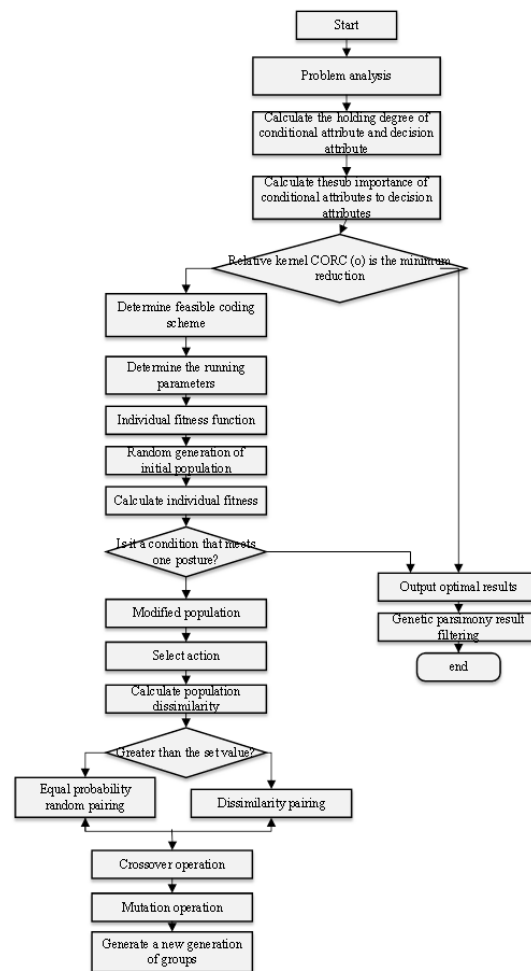 Start
Problem analysis
Calculate the holding degree of
conditional attribute and decision
attribute
Calculate thesub importance of
conditional attributes to decision
attributes
Relative kernel CORC (o) is the minimum
reduction
Determine feasible coding
scheme
Determine the running
parameters
Individual fitness function
Random generation of
initial population
Calculate individual fitness
Is it a condition that meets
one posture?
Output optimal results
Modified population
Genetic parsimony result
filtering
Select action
end
Calculate population
dissimilarity
Greater than the set value?
Equal probability
random pairing
Dissimilarity pairing
Crossover operation
Mutation operation
Generate a new generation
of groups